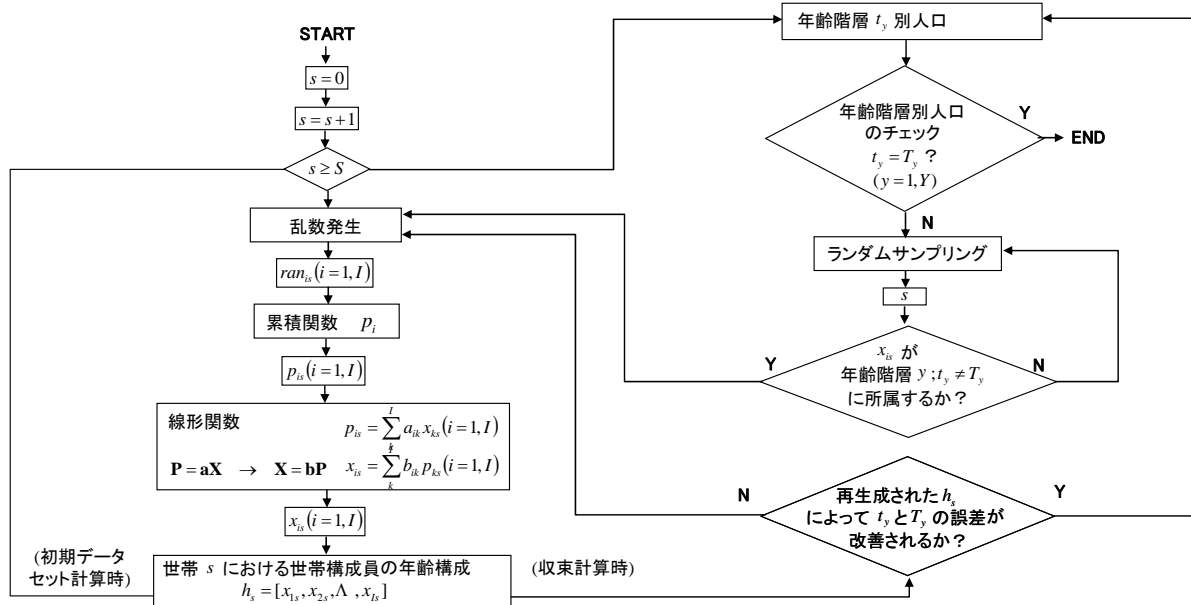 START
s = 0
s = s + 1
s ≥ S
乱数発生
ran_is (i = 1, I)
累積関数 p_i
p_is (i = 1, I)
線形関数
p_is = ∑_k^I a_ik x_ks (i = 1, I)
P = aX → X = bP
x_is = ∑_k^I b_ik p_ks (i = 1, I)
x_is (i = 1, I)
(初期データ
セット計算時)
世帯 s における世帯構成員の年齢構成
h_s = [x_1s, x_2s, Λ , x_Is]
(収束計算時)
年齢階層 t_y 別人口
年齢階層別人口
のチェック
t_y = T_y ?
(y = 1, Y)
Y
END
N
ランダムサンプリング
s
x_is が
年齢階層 y ; t_y ≠ T_y
に所属するか?
Y
N
再生成された h_s
によって t_y と T_y の誤差が
改善されるか?
N
Y